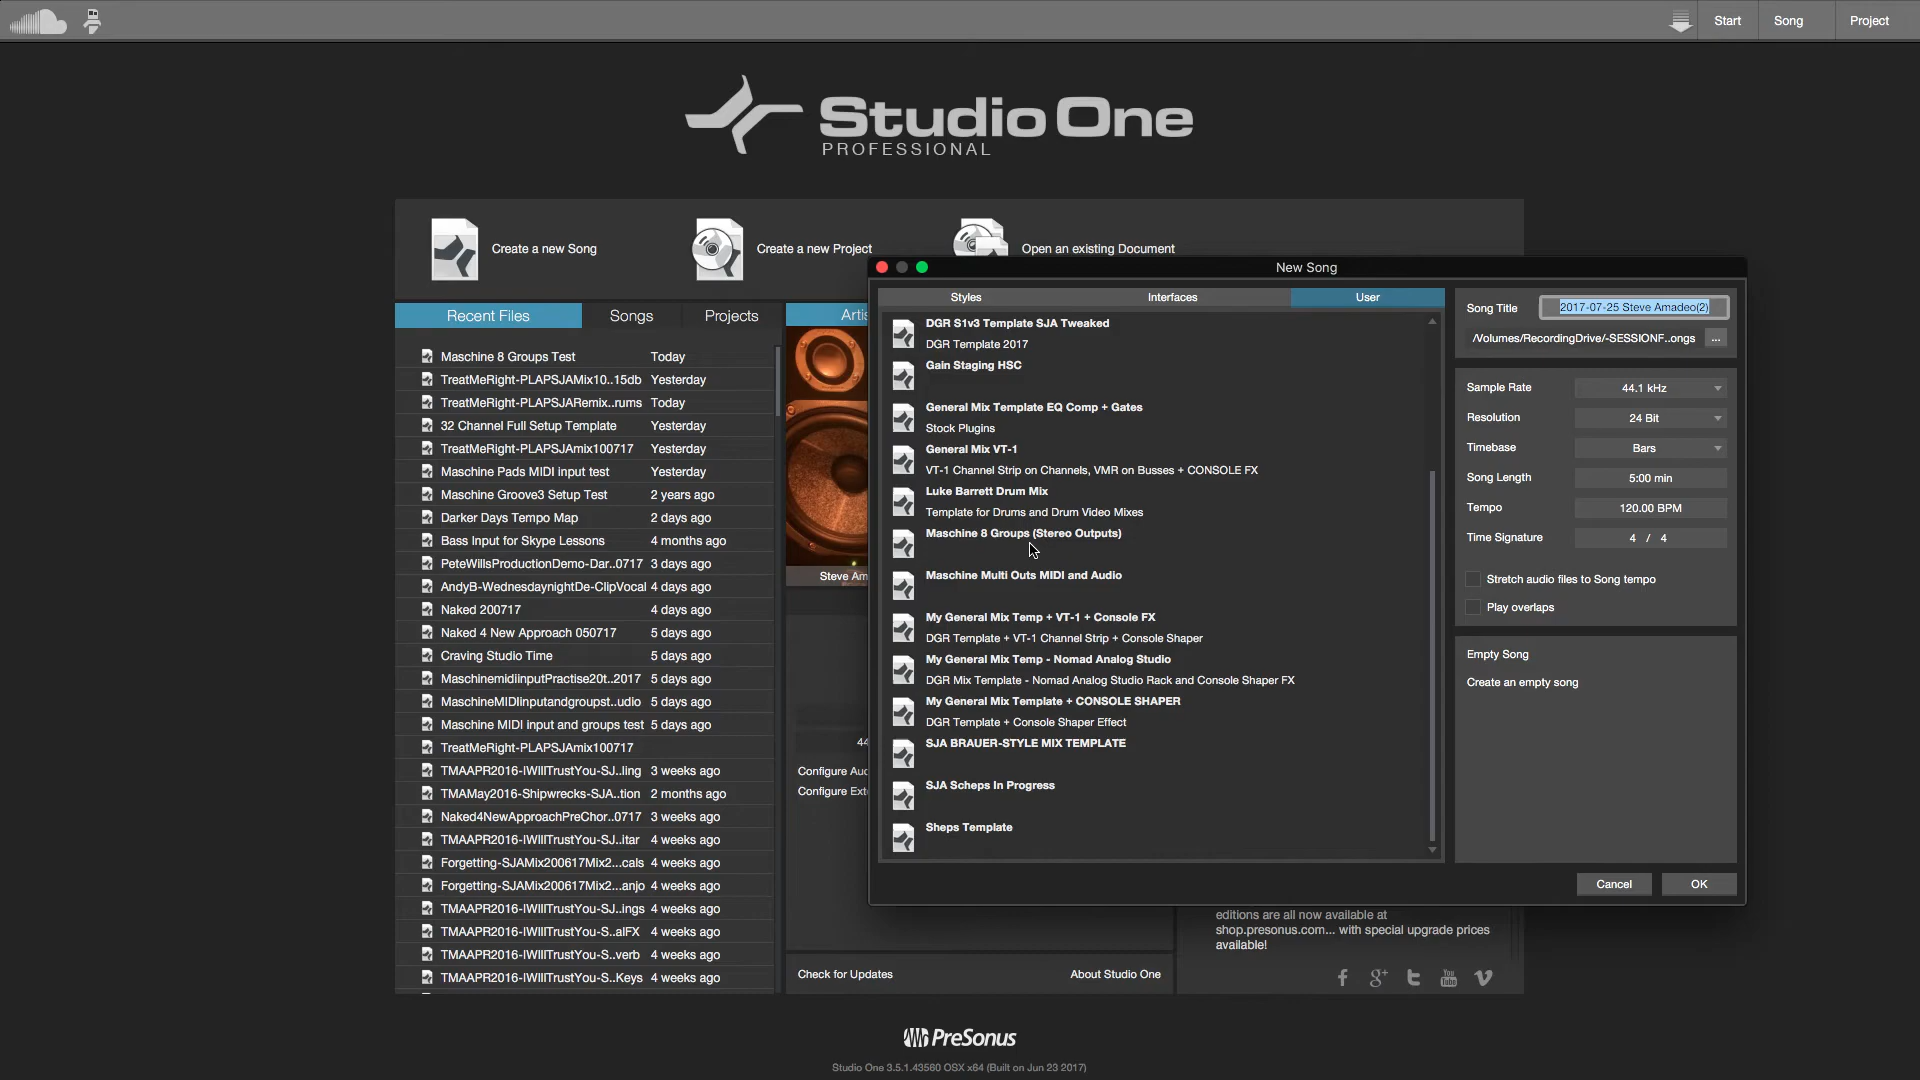 Start
Song
Project
Studio One
PROFESSIONAL
Create a new Song
Create a new Project
Open an existing Document
Recent Files
Songs
Projects
Maschine 8 Groups Test Today
TreatMeRight-PLAPSJAMix10...15db Yesterday
TreatMeRight-PLAPSJARemix..rums Today
32 Channel Full Setup Template Yesterday
TreatMeRight-PLAPSJAmix100717 Yesterday
Maschine Pads MIDI input test Yesterday
Maschine Groove3 Setup Test 2 years ago
Darker Days Tempo Map 2 days ago
Bass Input for Skype Lessons 4 months ago
PeteWillsProductionDemo-Dar..0717 3 days ago
AndyB-WednesdaynightDe-ClipVocal 4 days ago
Naked 200717 4 days ago
Naked 4 New Approach 050717 5 days ago
Craving Studio Time 5 days ago
MaschinemidiinputPractise20t..2017 5 days ago
MaschineMIDIinputandgroupst..udio 5 days ago
Maschine MIDI input and groups test 5 days ago
TreatMeRight-PLAPSJAmix100717
TMAAPR2016-IWillTrustYou-SJ..ling 3 weeks ago
TMAMay2016-Shipwrecks-SJA..tion 2 months ago
Naked4NewApproachPreChor..0717 3 weeks ago
TMAAPR2016-IWillTrustYou-SJ..itar 4 weeks ago
Forgetting-SJAMix200617Mix2...cals 4 weeks ago
Forgetting-SJAMix200617Mix2...anjo 4 weeks ago
TMAAPR2016-IWillTrustYou-SJ..ings 4 weeks ago
TMAAPR2016-IWillTrustYou-S..alFX 4 weeks ago
TMAAPR2016-IWillTrustYou-S..verb 4 weeks ago
TMAAPR2016-IWillTrustYou-S..Keys 4 weeks ago
Artis
Steve Am
44
Configure Aud
Configure Ext
Check for Updates
About Studio One
New Song
Styles
Interfaces
User
DGR S1v3 Template SJA Tweaked
DGR Template 2017
Gain Staging HSC
General Mix Template EQ Comp + Gates
Stock Plugins
General Mix VT-1
VT-1 Channel Strip on Channels, VMR on Busses + CONSOLE FX
Luke Barrett Drum Mix
Template for Drums and Drum Video Mixes
Maschine 8 Groups (Stereo Outputs)
Maschine Multi Outs MIDI and Audio
My General Mix Temp + VT-1 + Console FX
DGR Template + VT-1 Channel Strip + Console Shaper
My General Mix Temp - Nomad Analog Studio
DGR Mix Template - Nomad Analog Studio Rack and Console Shaper FX
My General Mix Template + CONSOLE SHAPER
DGR Template + Console Shaper Effect
SJA BRAUER-STYLE MIX TEMPLATE
SJA Scheps In Progress
Sheps Template
Song Title 2017-07-25 Steve Amadeo(2)
/Volumes/RecordingDrive/-SESSIONF..ongs ...
Sample Rate 44.1 kHz
Resolution 24 Bit
Timebase Bars
Song Length 5:00 min
Tempo 120.00 BPM
Time Signature 4 / 4
Stretch audio files to Song tempo
Play overlaps
Empty Song
Create an empty song
Cancel
OK
editions are all now available at
shop.presonus.com... with special upgrade prices
available!
PreSonus
Studio One 3.5.1.43560 OSX x64 (Built on Jun 23 2017)